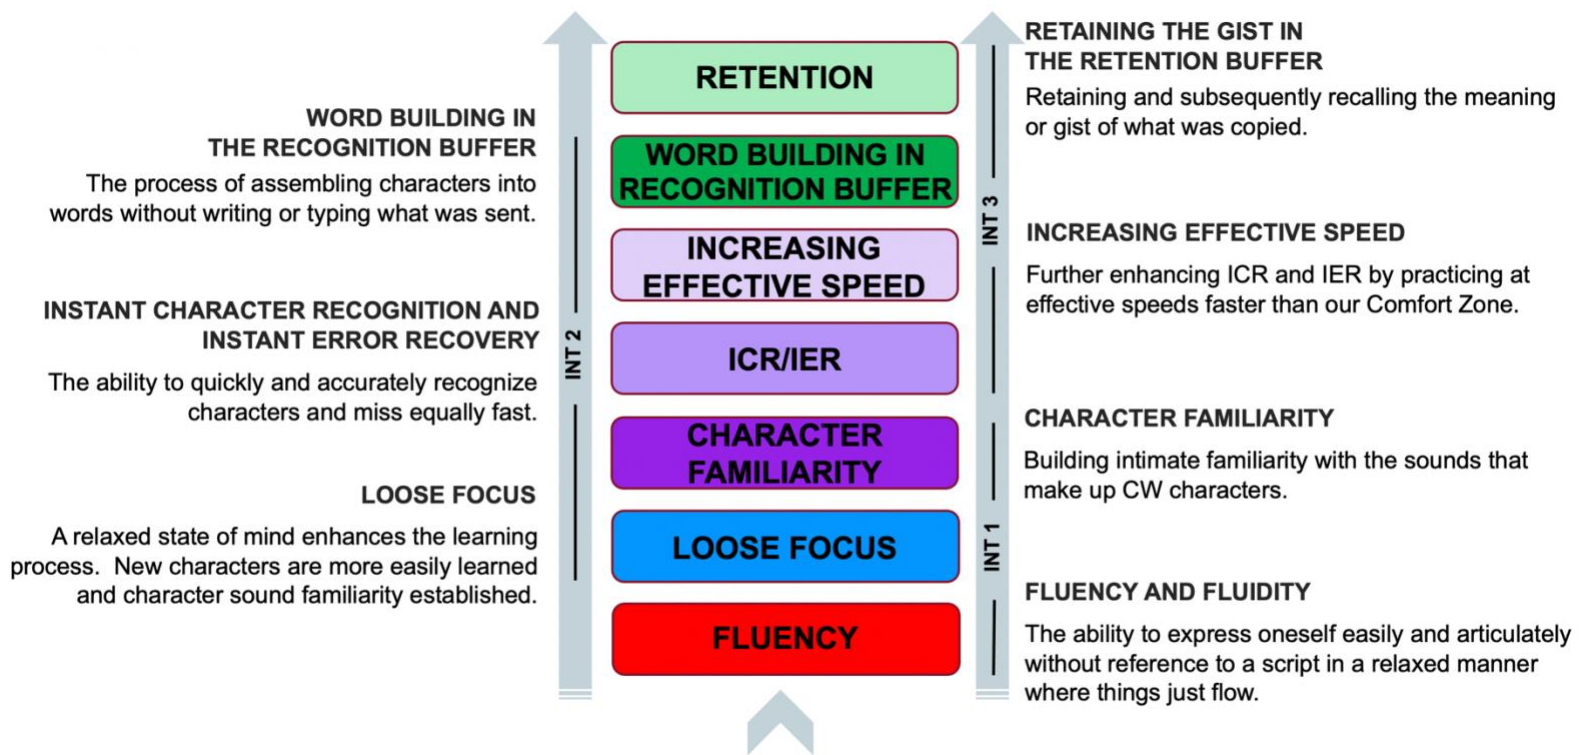 RETENTION
WORD BUILDING IN
RECOGNITION BUFFER
INCREASING
EFFECTIVE SPEED
ICR/IER
CHARACTER
FAMILIARITY
LOOSE FOCUS
FLUENCY
WORD BUILDING IN
THE RECOGNITION BUFFER
The process of assembling characters into
words without writing or typing what was sent.
INSTANT CHARACTER RECOGNITION AND
INSTANT ERROR RECOVERY
The ability to quickly and accurately recognize
characters and miss equally fast.
LOOSE FOCUS
A relaxed state of mind enhances the learning
process. New characters are more easily learned
and character sound familiarity established.
INT 2
RETAINING THE GIST IN
THE RETENTION BUFFER
Retaining and subsequently recalling the meaning
or gist of what was copied.
INCREASING EFFECTIVE SPEED
Further enhancing ICR and IER by practicing at
effective speeds faster than our Comfort Zone.
CHARACTER FAMILIARITY
Building intimate familiarity with the sounds that
make up CW characters.
FLUENCY AND FLUIDITY
The ability to express oneself easily and articulately
without reference to a script in a relaxed manner
where things just flow.
INT 3
INT 1